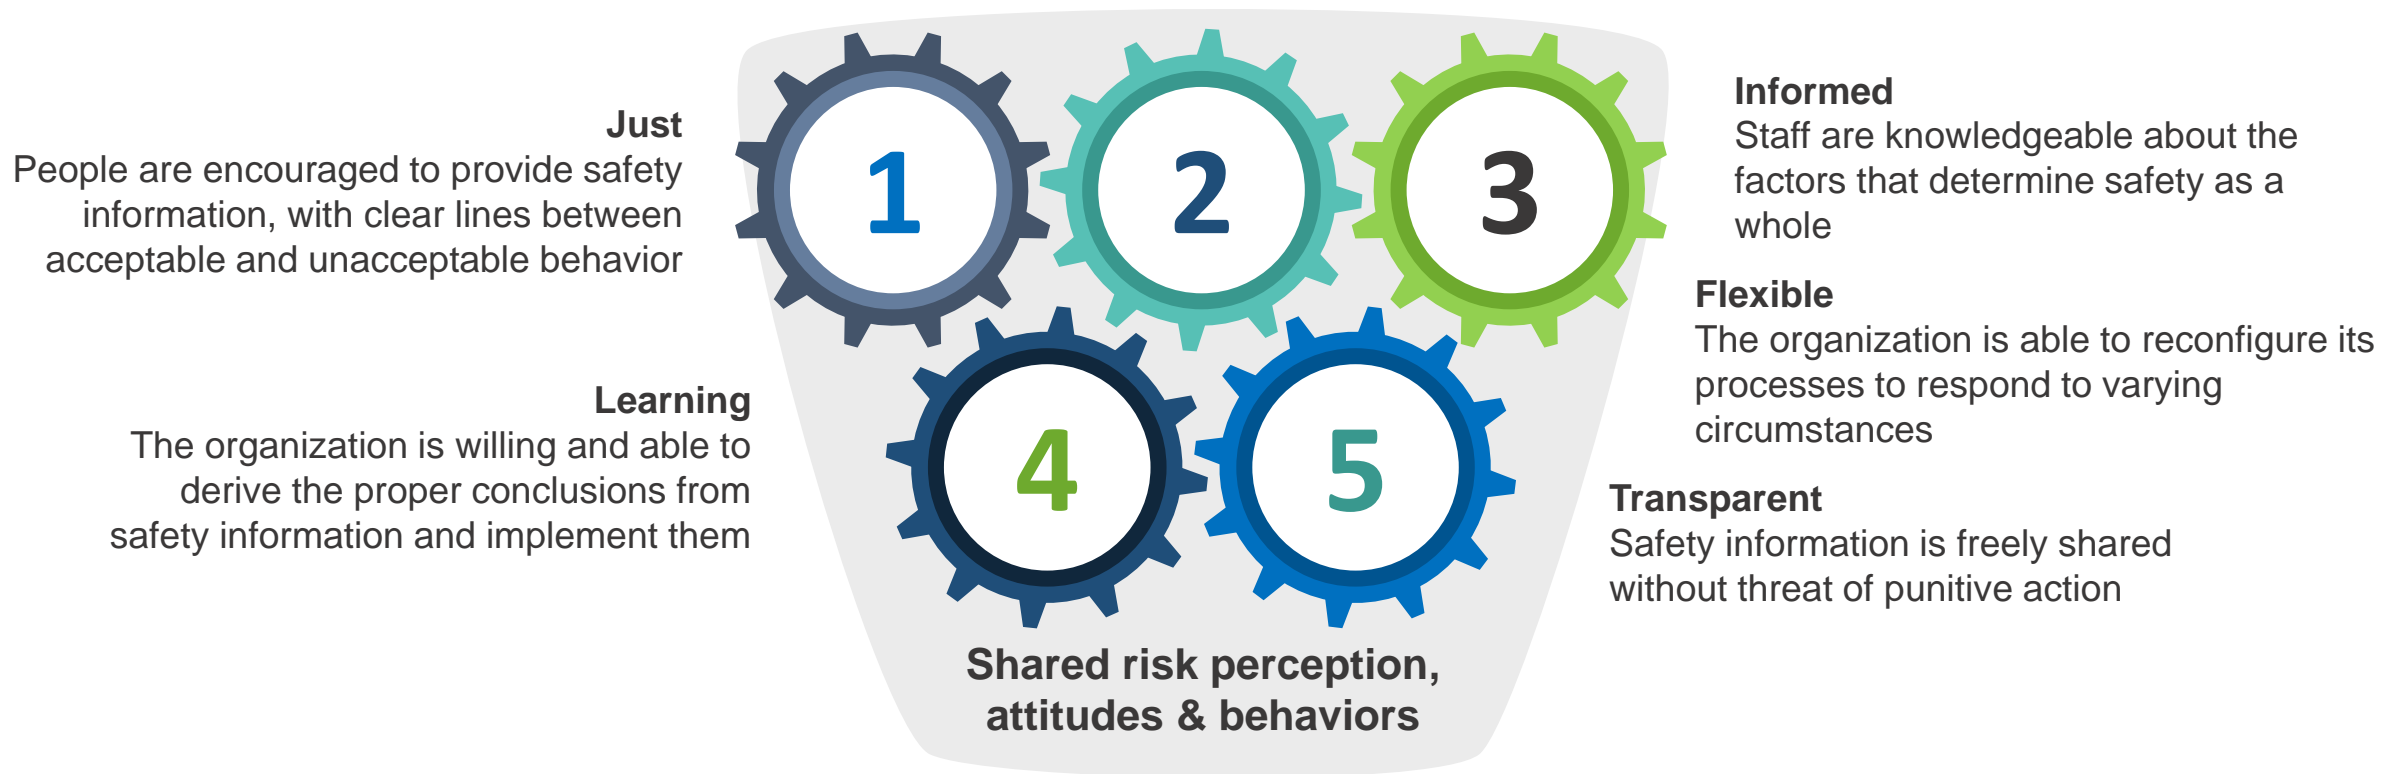 Just
People are encouraged to provide safety
information, with clear lines between
acceptable and unacceptable behavior
Learning
The organization is willing and able to
derive the proper conclusions from
safety information and implement them
1
2
3
4
5
Shared risk perception,
attitudes & behaviors
Informed
Staff are knowledgeable about the
factors that determine safety as a
whole
Flexible
The organization is able to reconfigure its
processes to respond to varying
circumstances
Transparent
Safety information is freely shared
without threat of punitive action